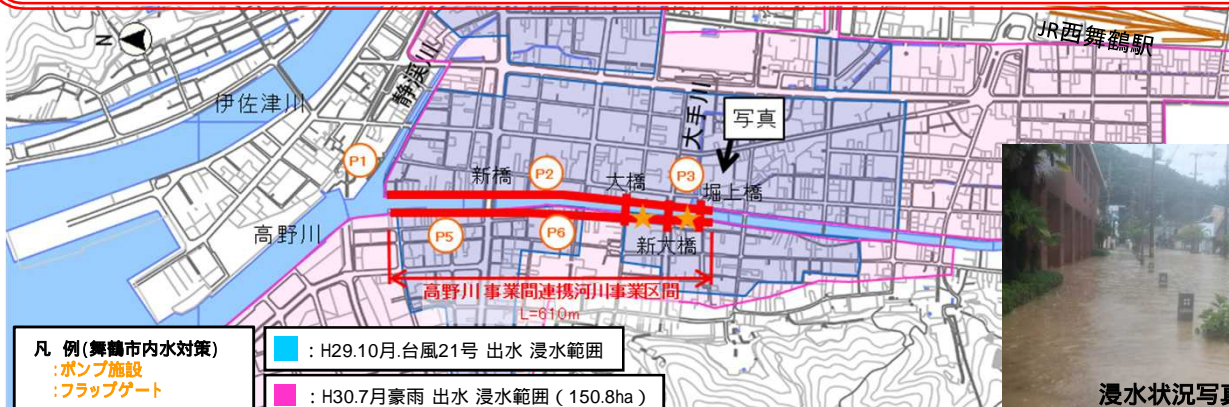 JR西舞鶴駅
N
静渓川
伊佐津川
大手川
写真
P1
新橋
P2
大橋
P3
堀上橋
高野川
P5
P6
新大橋
高野川 事業間連携河川事業区間
L=610m
凡 例(舞鶴市内水対策)
:ポンプ施設
:フラップゲート
:H29.10月.台風21号 出水 浸水範囲
:H30.7月豪雨 出水 浸水範囲(150.8ha)
浸水状況写真